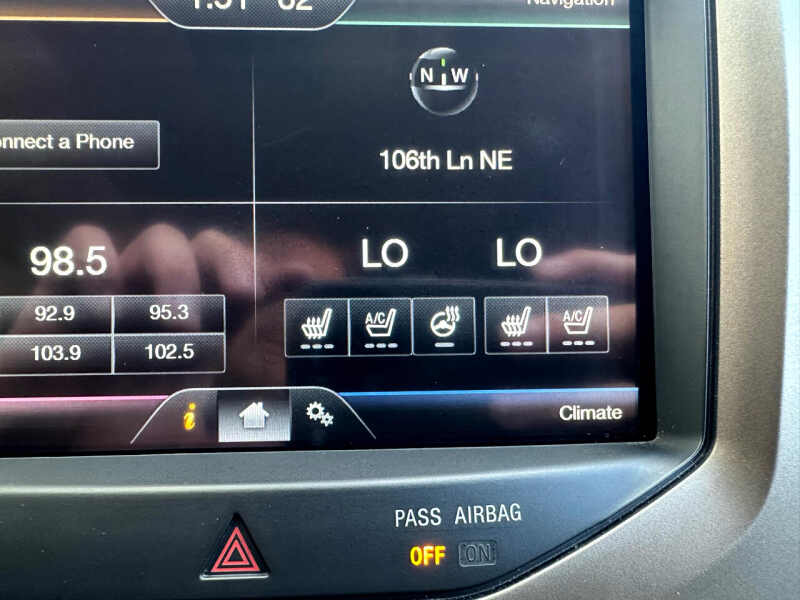 Navigation
N W
onnect a Phone
106th Ln NE
98.5
LO LO
92.9 95.3
103.9 102.5
A/C A/C
i
Climate
PASS AIRBAG
OFF ON